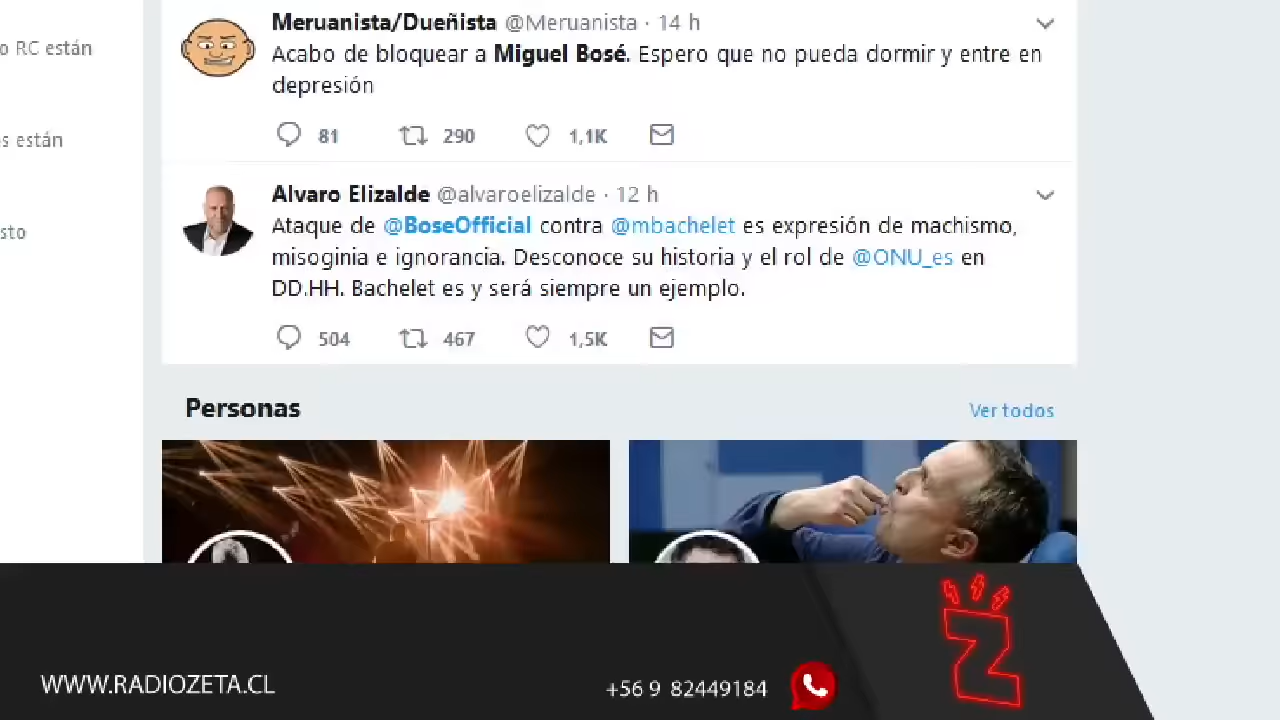 o RC están
s están
sto
Meruanista/Dueñista @Meruanista · 14 h
Acabo de bloquear a Miguel Bosé. Espero que no pueda dormir y entre en
depresión
81 290 1,1K
Alvaro Elizalde @alvaroelizalde · 12 h
Ataque de @BoseOfficial contra @mbachelet es expresión de machismo,
misoginia e ignorancia. Desconoce su historia y el rol de @ONU_es en
DD.HH. Bachelet es y será siempre un ejemplo.
504 467 1,5K
Personas Ver todos
WWW.RADIOZETA.CL
+56 9 82449184
Z